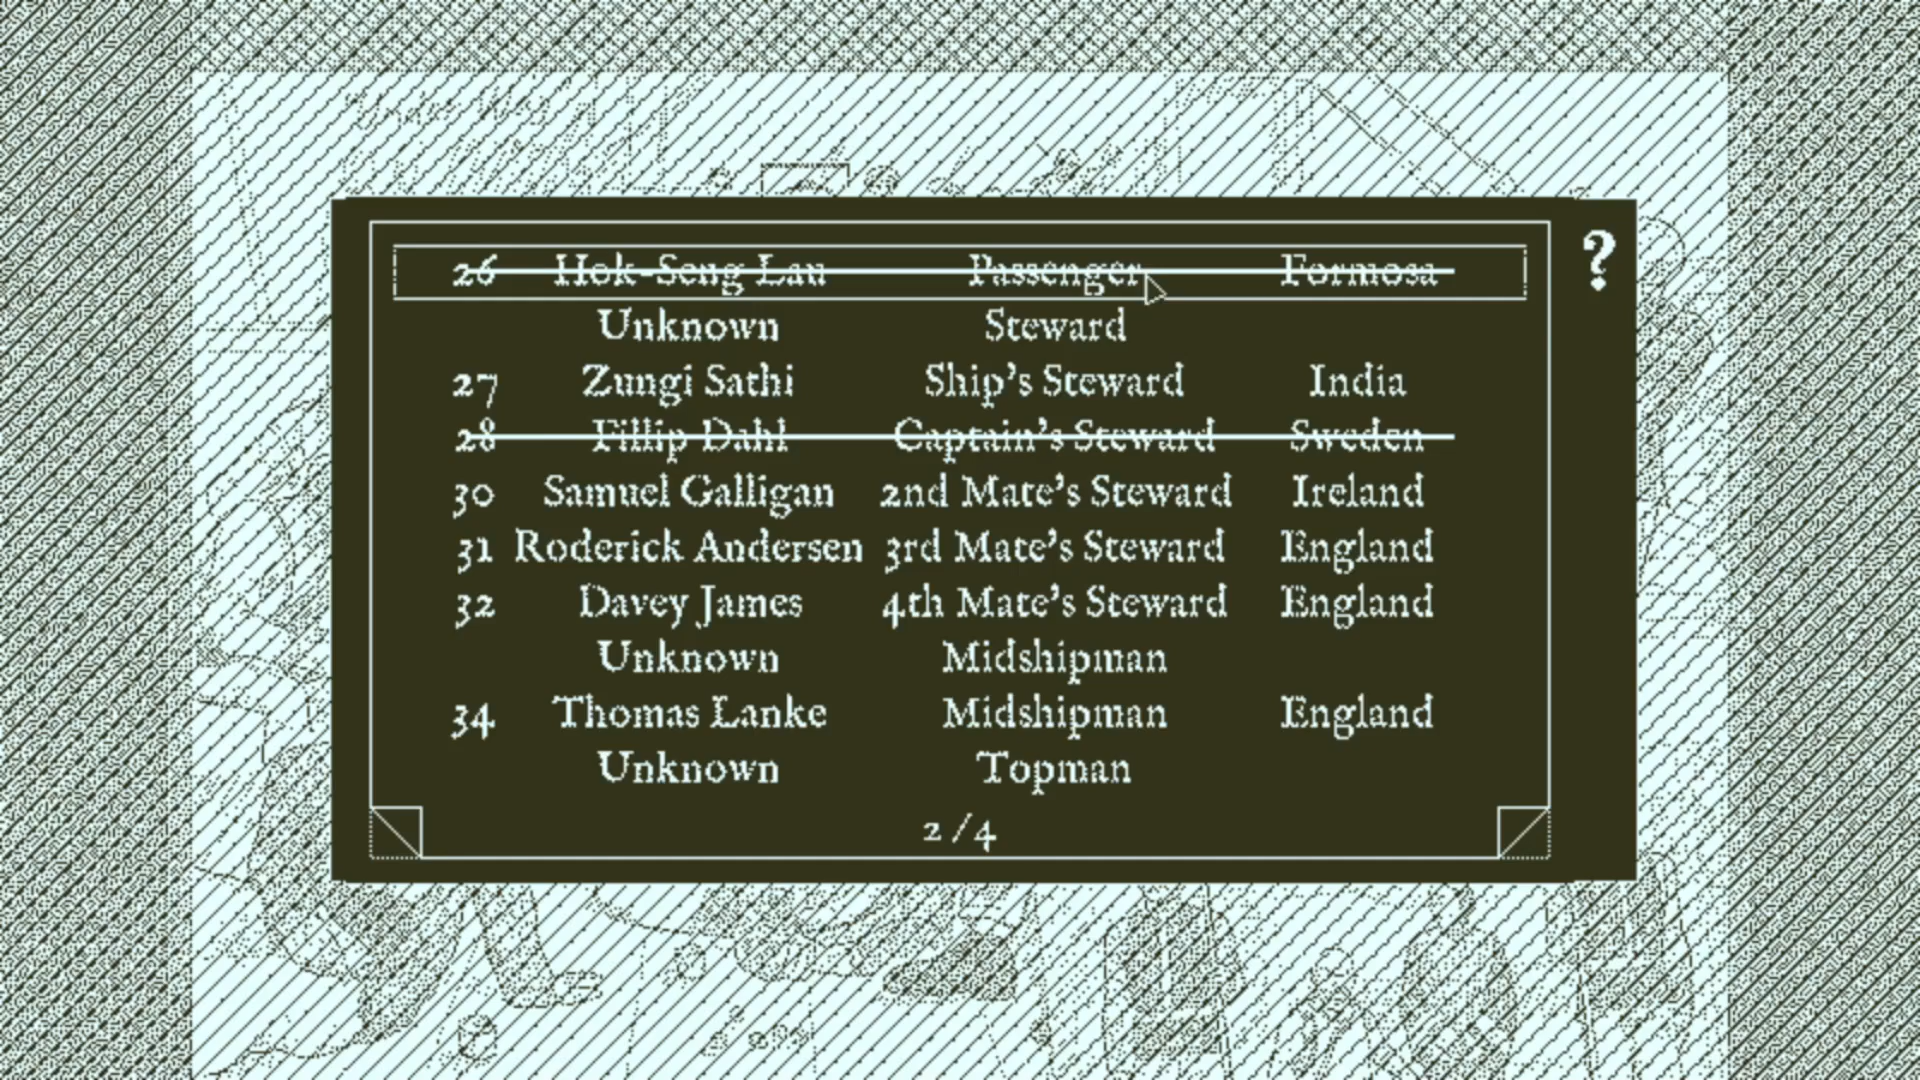 26 Hok-Seng Lau Passenger Formosa ?
Unknown Steward
27 Zungi Sathi Ship's Steward India
28 Fillip Dahl Captain's Steward Sweden
30 Samuel Galligan 2nd Mate's Steward Ireland
31 Roderick Andersen 3rd Mate's Steward England
32 Davey James 4th Mate's Steward England
Unknown Midshipman
34 Thomas Lanke Midshipman England
Unknown Topman
2/4